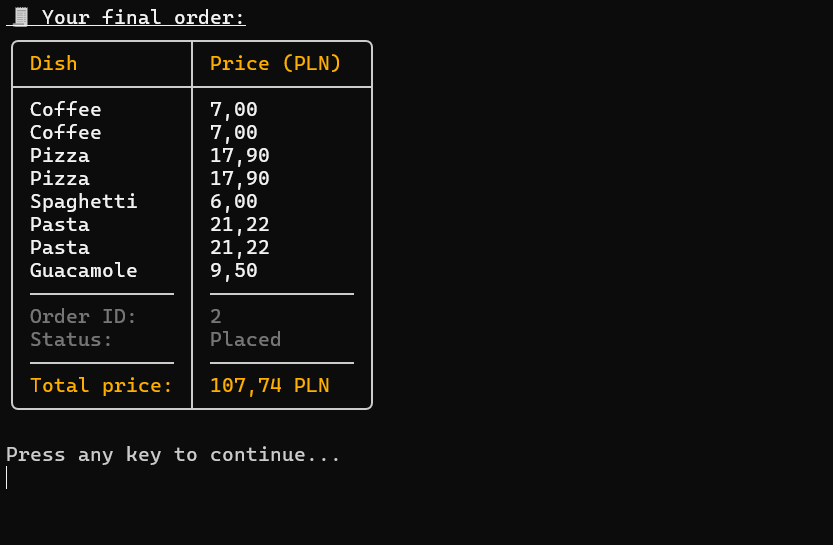 🧾 Your final order:
Dish Price (PLN)
Coffee 7,00
Coffee 7,00
Pizza 17,90
Pizza 17,90
Spaghetti 6,00
Pasta 21,22
Pasta 21,22
Guacamole 9,50
Order ID: 2
Status: Placed
Total price: 107,74 PLN
Press any key to continue...